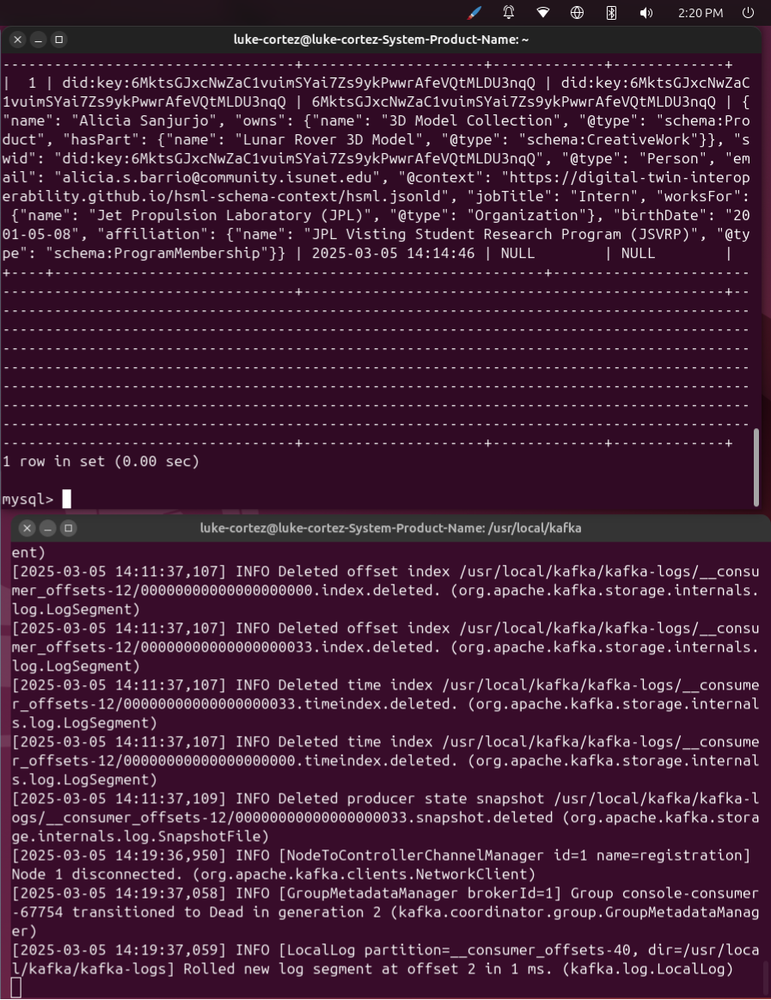 2:20 PM
luke-cortez@luke-cortez-System-Product-Name: ~
----------------------------------+---------------------+-------------+-------------+
|  1 | did:key:6MktsGJxcNwZaC1vuimSYai7Zs9ykPwwrAfeVQtMLDU3nqQ | did:key:6MktsGJxcNwZaC
1vuimSYai7Zs9ykPwwrAfeVQtMLDU3nqQ | 6MktsGJxcNwZaC1vuimSYai7Zs9ykPwwrAfeVQtMLDU3nqQ | {
"name": "Alicia Sanjurjo", "owns": {"name": "3D Model Collection", "@type": "schema:Pro
duct", "hasPart": {"name": "Lunar Rover 3D Model", "@type": "schema:CreativeWork"}}, "s
wid": "did:key:6MktsGJxcNwZaC1vuimSYai7Zs9ykPwwrAfeVQtMLDU3nqQ", "@type": "Person", "em
ail": "alicia.s.barrio@community.isunet.edu", "@context": "https://digital-twin-interop
erability.github.io/hsml-schema-context/hsml.jsonld", "jobTitle": "Intern", "worksFor":
 {"name": "Jet Propulsion Laboratory (JPL)", "@type": "Organization"}, "birthDate": "20
01-05-08", "affiliation": {"name": "JPL Visting Student Research Program (JSVRP)", "@ty
pe": "schema:ProgramMembership"}} | 2025-03-05 14:14:46 | NULL        | NULL        |
+----+---------------------------------------------------------+-----------------------
----------------------------------+-------------------------------------------------+--
---------------------------------------------------------------------------------------
---------------------------------------------------------------------------------------
---------------------------------------------------------------------------------------
---------------------------------------------------------------------------------------
---------------------------------------------------------------------------------------
---------------------------------------------------------------------------------------
---------------------------------------------------------------------------------------
----------------------------------+---------------------+-------------+-------------+
1 row in set (0.00 sec)
mysql>
luke-cortez@luke-cortez-System-Product-Name: /usr/local/kafka
ent)
[2025-03-05 14:11:37,107] INFO Deleted offset index /usr/local/kafka/kafka-logs/__consu
mer_offsets-12/00000000000000000000.index.deleted. (org.apache.kafka.storage.internals.
log.LogSegment)
[2025-03-05 14:11:37,107] INFO Deleted offset index /usr/local/kafka/kafka-logs/__consu
mer_offsets-12/00000000000000000033.index.deleted. (org.apache.kafka.storage.internals.
log.LogSegment)
[2025-03-05 14:11:37,107] INFO Deleted time index /usr/local/kafka/kafka-logs/__consume
r_offsets-12/00000000000000000033.timeindex.deleted. (org.apache.kafka.storage.internal
s.log.LogSegment)
[2025-03-05 14:11:37,107] INFO Deleted time index /usr/local/kafka/kafka-logs/__consume
r_offsets-12/00000000000000000000.timeindex.deleted. (org.apache.kafka.storage.internal
s.log.LogSegment)
[2025-03-05 14:11:37,109] INFO Deleted producer state snapshot /usr/local/kafka/kafka-l
ogs/__consumer_offsets-12/00000000000000000033.snapshot.deleted (org.apache.kafka.stora
ge.internals.log.SnapshotFile)
[2025-03-05 14:19:36,950] INFO [NodeToControllerChannelManager id=1 name=registration]
Node 1 disconnected. (org.apache.kafka.clients.NetworkClient)
[2025-03-05 14:19:37,058] INFO [GroupMetadataManager brokerId=1] Group console-consumer
-67754 transitioned to Dead in generation 2 (kafka.coordinator.group.GroupMetadataManag
er)
[2025-03-05 14:19:37,059] INFO [LocalLog partition=__consumer_offsets-40, dir=/usr/loca
l/kafka/kafka-logs] Rolled new log segment at offset 2 in 1 ms. (kafka.log.LocalLog)